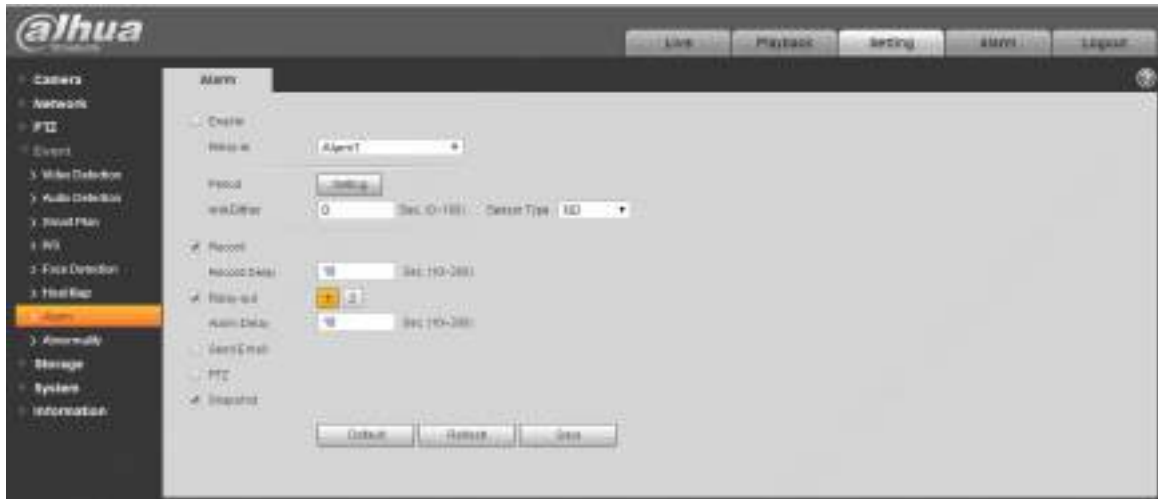 alhua
Live Playback Setting Alarm Logout
Camera
Network
PTZ
Event
Video Detection
Audio Detection
Smart Plan
IVS
Face Detection
Heat Map
Alarm
Abnormality
Storage
System
Information
Alarm
Enable
Relay-in Alarm1
Period Setting
Anti-Dither 0 Sec. (0~100) Sensor Type NO
Record
Record Delay 10 Sec. (10~300)
Relay-out 1 2
Alarm Delay 10 Sec. (10~300)
Send Email
PTZ
Snapshot
Default Refresh Save